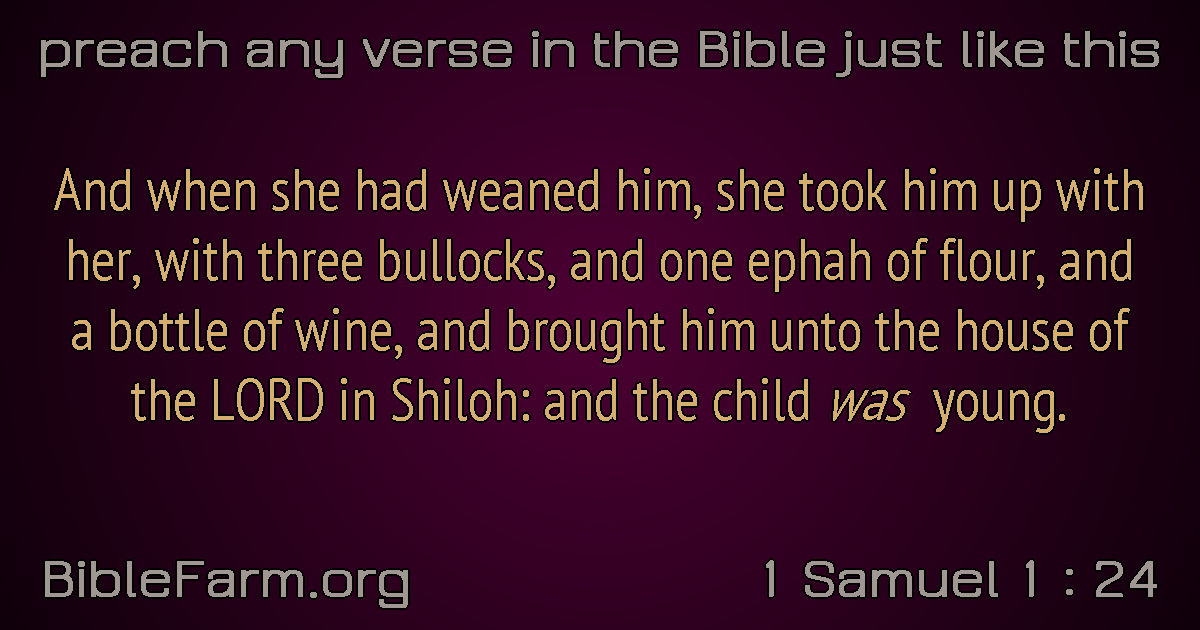 preach any verse in the Bible just like this
And when she had weaned him, she took him up with
her, with three bullocks, and one ephah of flour, and
a bottle of wine, and brought him unto the house of
the LORD in Shiloh: and the child was young.
BibleFarm.org
1 Samuel 1 : 24